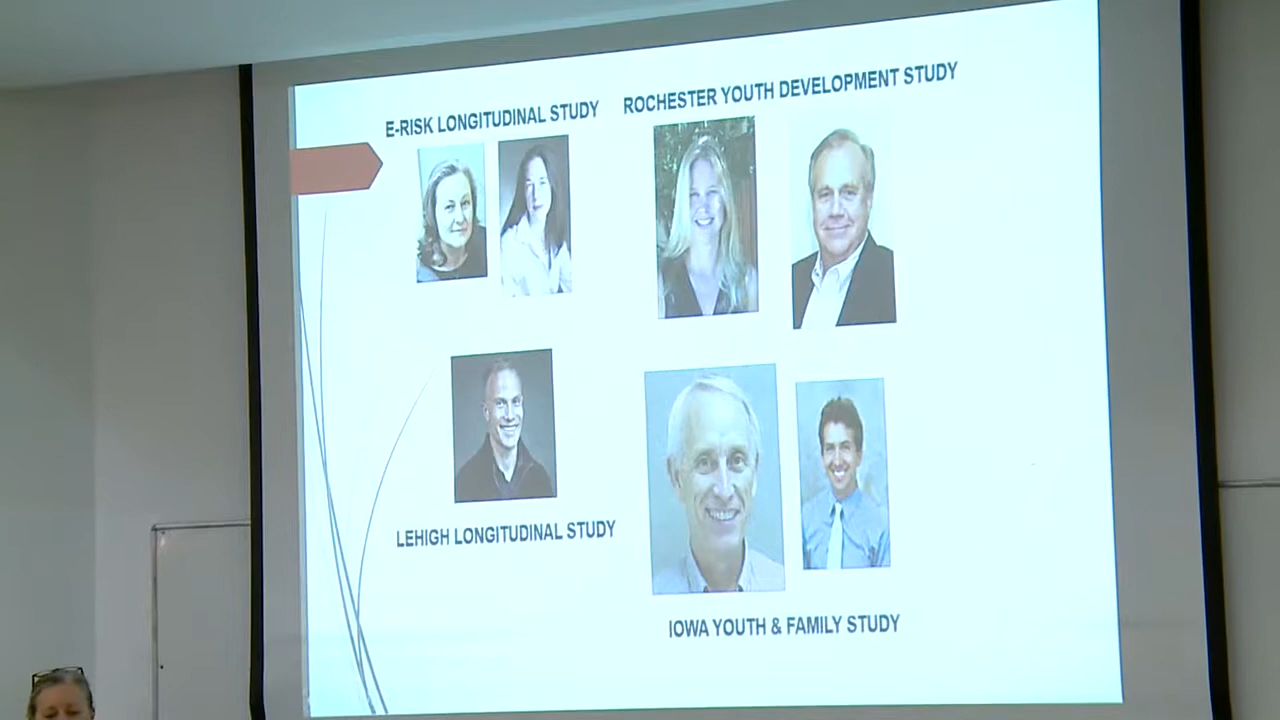 E-RISK LONGITUDINAL STUDY
ROCHESTER YOUTH DEVELOPMENT STUDY
LEHIGH LONGITUDINAL STUDY
IOWA YOUTH & FAMILY STUDY